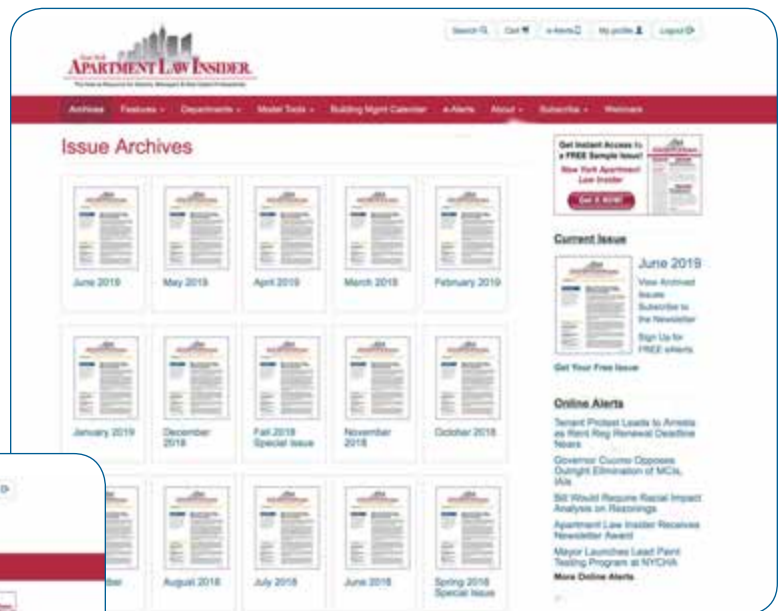 Search
Cart
e-Alerts
My profile
Logout
New York
APARTMENT LAW INSIDER
Archives
Features
Departments
Model Tools
Building Mgmt Calendar
e-Alerts
About
Subscribe
Webinars
Issue Archives
June 2019
May 2019
April 2019
March 2019
February 2019
January 2019
December
2018
Fall 2018
Special Issue
November
2018
October 2018
ber
August 2018
July 2018
June 2018
Spring 2018
Special Issue
Get Instant Access to
a FREE Sample Issue!
New York Apartment
Law Insider
Get It NOW!
Current Issue
June 2019
View Archived
Issues
Subscribe to
the Newsletter
Sign Up for
FREE eAlerts
Get Your Free Issue
Online Alerts
Tenant Protest Leads to Arrests
as Rent Reg Renewal Deadline
Nears
Governor Cuomo Opposes
Outright Elimination of MCIs,
IAIs
Bill Would Require Racial Impact
Analysis on Rezonings
Apartment Law Insider Receives
Newsletter Award
Mayor Launches Lead Paint
Testing Program at NYCHA
More Online Alerts